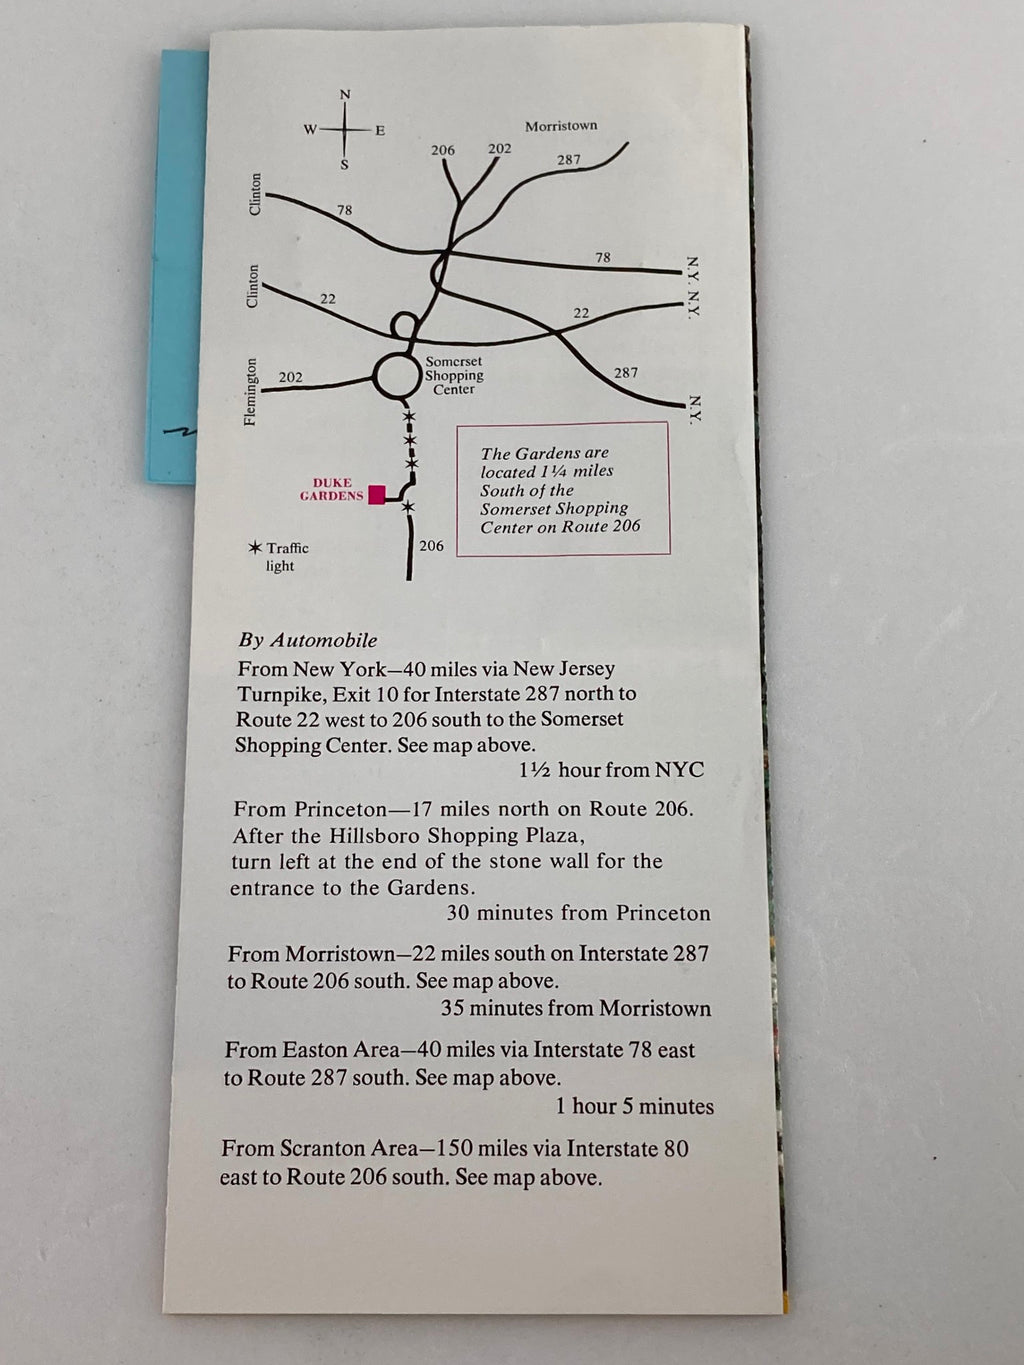 N
W E
S
Morristown
206 202 287
Clinton
78
78
N.Y.
Clinton
22
22
N.Y.
Flemington
202
Somerset
Shopping
Center
287
N.Y.
The Gardens are
located 1¼ miles
South of the
Somerset Shopping
Center on Route 206
DUKE
GARDENS
Traffic
light
206
By Automobile
From New York—40 miles via New Jersey
Turnpike, Exit 10 for Interstate 287 north to
Route 22 west to 206 south to the Somerset
Shopping Center. See map above.
1½ hour from NYC
From Princeton—17 miles north on Route 206.
After the Hillsboro Shopping Plaza,
turn left at the end of the stone wall for the
entrance to the Gardens.
30 minutes from Princeton
From Morristown—22 miles south on Interstate 287
to Route 206 south. See map above.
35 minutes from Morristown
From Easton Area—40 miles via Interstate 78 east
to Route 287 south. See map above.
1 hour 5 minutes
From Scranton Area—150 miles via Interstate 80
east to Route 206 south. See map above.